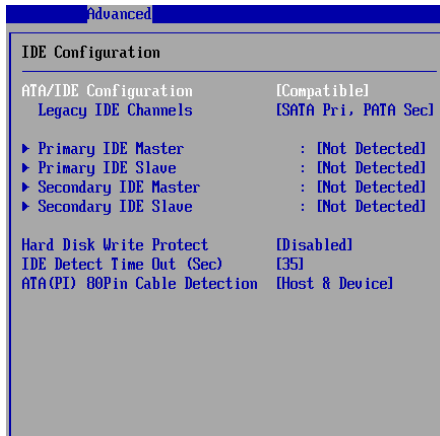 Advanced
IDE Configuration
ATA/IDE Configuration [Compatible]
Legacy IDE Channels [SATA Pri, PATA Sec]
Primary IDE Master : [Not Detected]
Primary IDE Slave : [Not Detected]
Secondary IDE Master : [Not Detected]
Secondary IDE Slave : [Not Detected]
Hard Disk Write Protect [Disabled]
IDE Detect Time Out (Sec) [35]
ATA(PI) 80Pin Cable Detection [Host & Device]